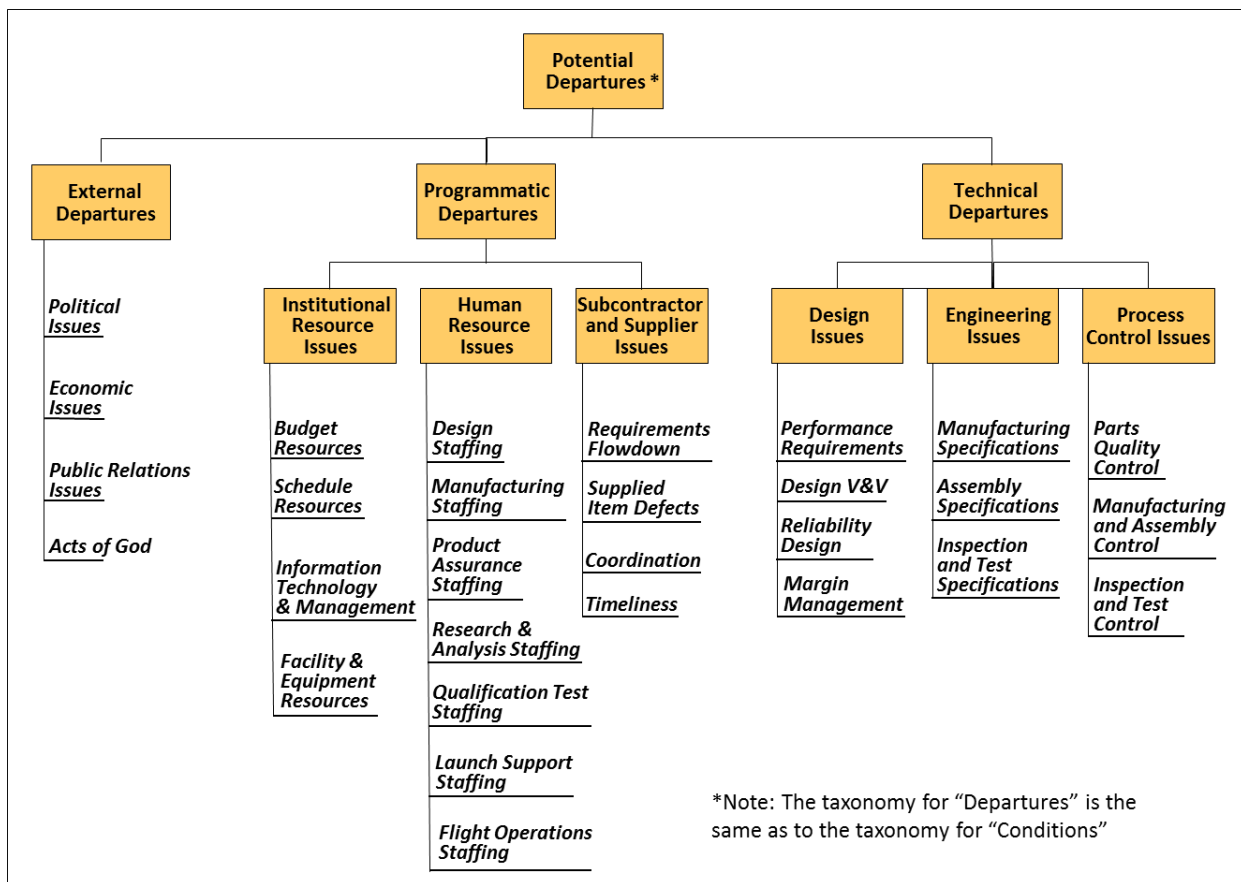 Potential
Departures *
External
Departures
Programmatic
Departures
Technical
Departures
Political
Issues
Economic
Issues
Public Relations
Issues
Acts of God
Institutional
Resource
Issues
Budget
Resources
Schedule
Resources
Information
Technology
& Management
Facility &
Equipment
Resources
Human
Resource
Issues
Design
Staffing
Manufacturing
Staffing
Product
Assurance
Staffing
Research &
Analysis Staffing
Qualification Test
Staffing
Launch Support
Staffing
Flight Operations
Staffing
Subcontractor
and Supplier
Issues
Requirements
Flowdown
Supplied
Item Defects
Coordination
Timeliness
Design
Issues
Performance
Requirements
Design V&V
Reliability
Design
Margin
Management
Engineering
Issues
Manufacturing
Specifications
Assembly
Specifications
Inspection
and Test
Specifications
Process
Control Issues
Parts
Quality
Control
Manufacturing
and Assembly
Control
Inspection
and Test
Control
*Note: The taxonomy for “Departures” is the
same as to the taxonomy for “Conditions”